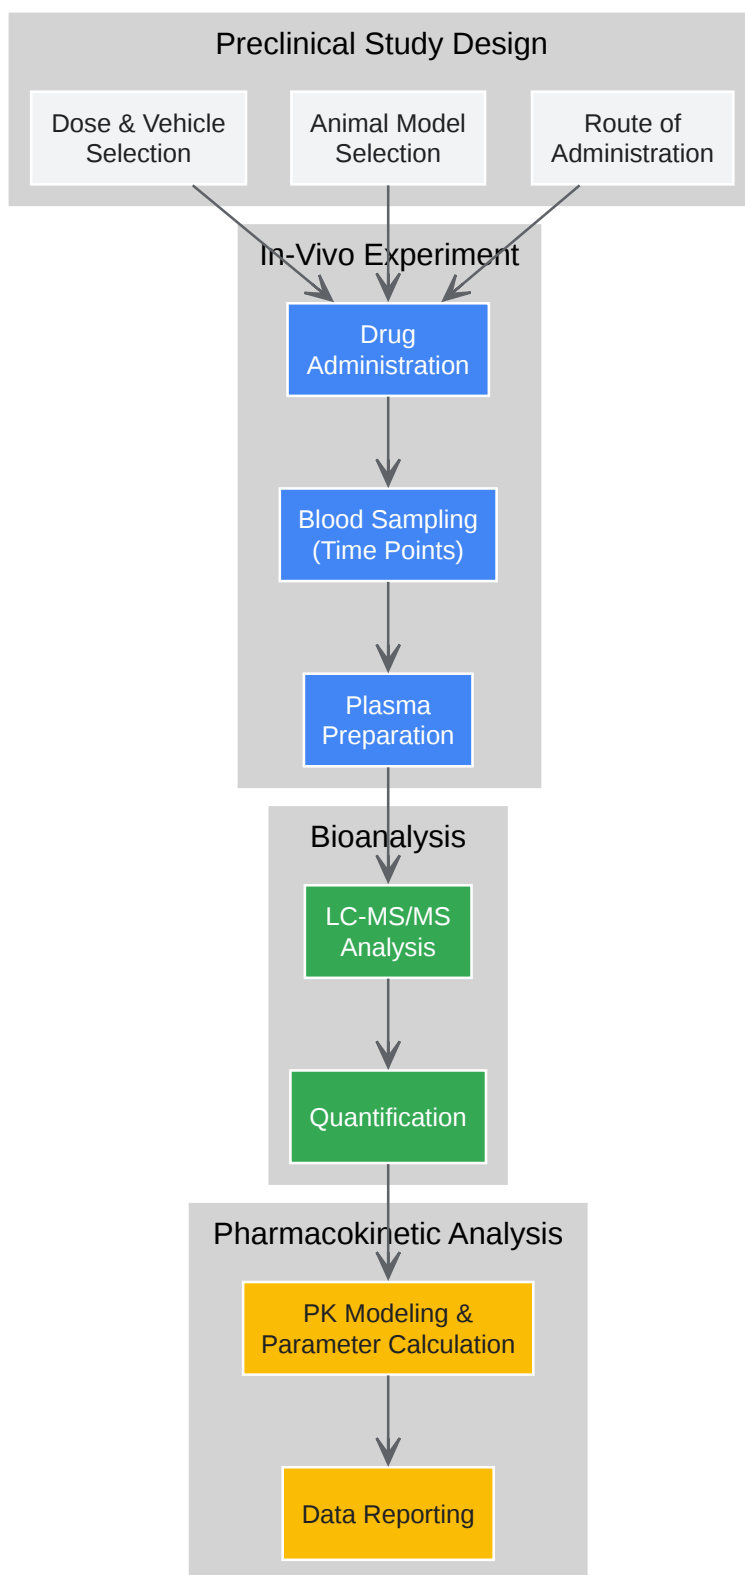 Preclinical Study Design
Dose & Vehicle
Selection
Animal Model
Selection
Route of
Administration
In-Vivo Experiment
Drug
Administration
Blood Sampling
(Time Points)
Plasma
Preparation
Bioanalysis
LC-MS/MS
Analysis
Quantification
Pharmacokinetic Analysis
PK Modeling &
Parameter Calculation
Data Reporting